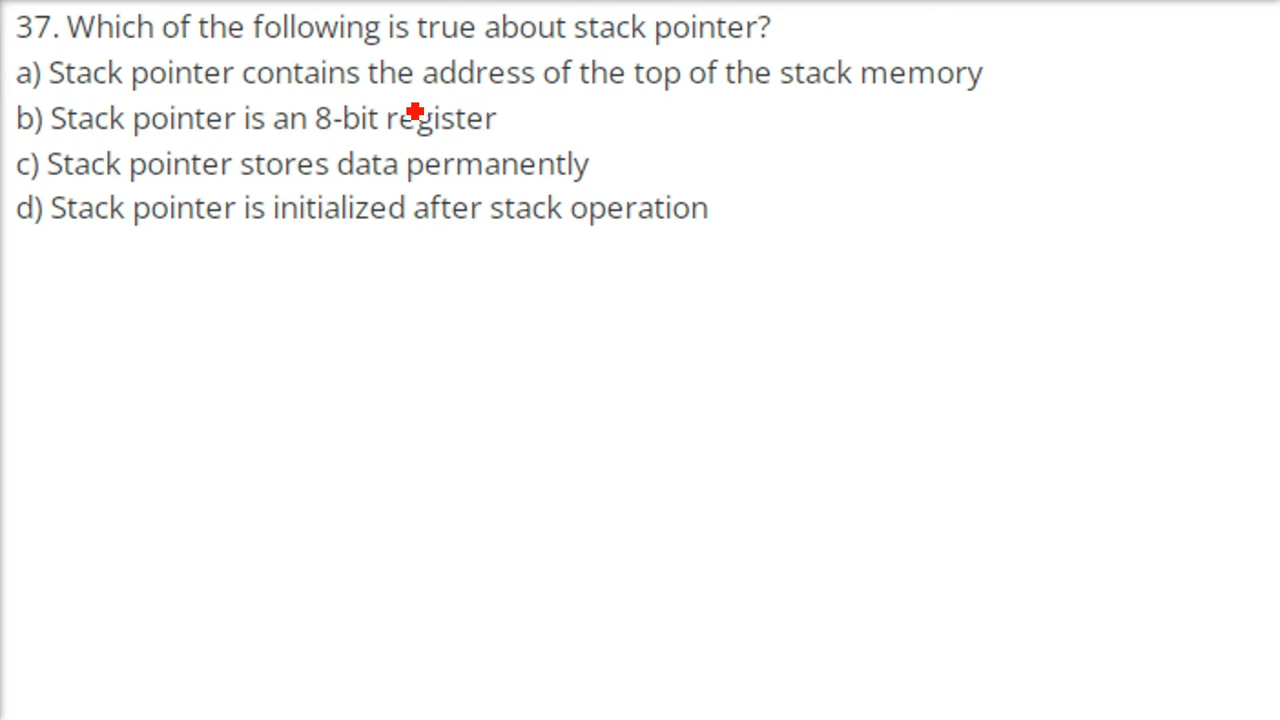 37. Which of the following is true about stack pointer?
a) Stack pointer contains the address of the top of the stack memory
b) Stack pointer is an 8-bit register
c) Stack pointer stores data permanently
d) Stack pointer is initialized after stack operation